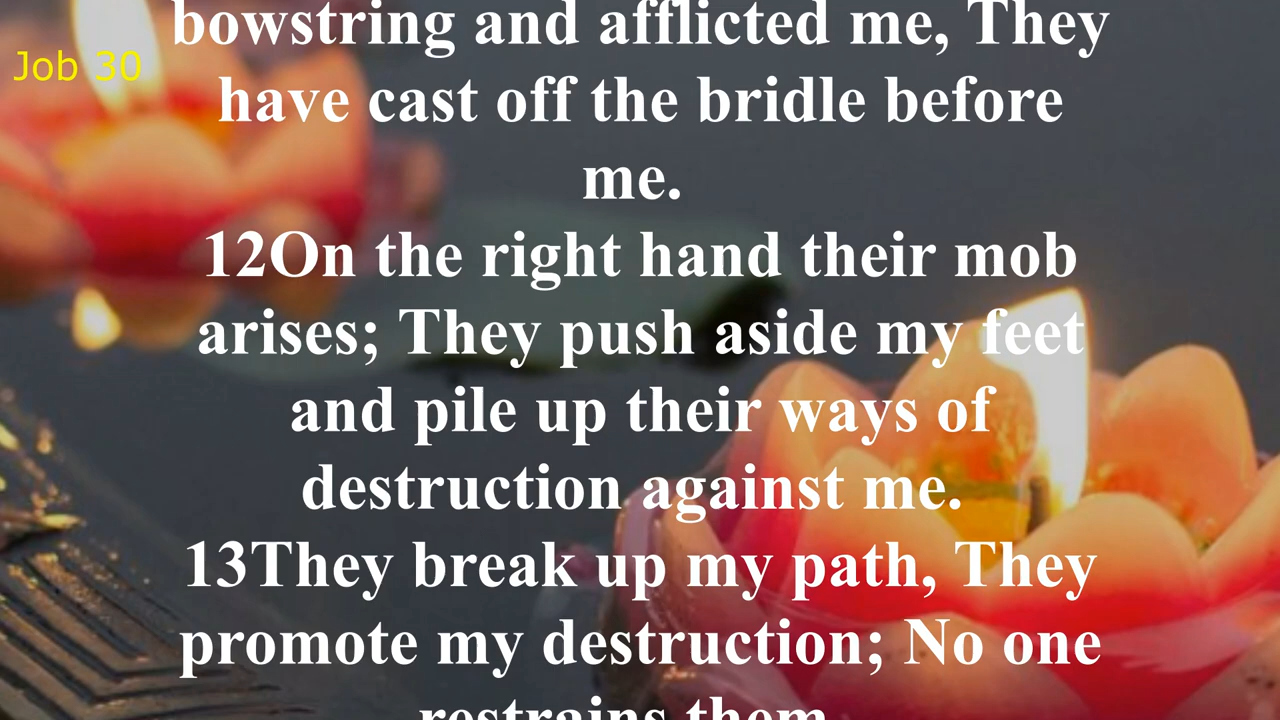 Job 30
bowstring and afflicted me, They
have cast off the bridle before
me.
12On the right hand their mob
arises; They push aside my feet
and pile up their ways of
destruction against me.
13They break up my path, They
promote my destruction; No one
restrains them.